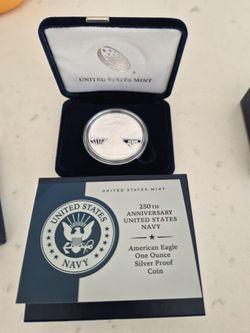 UNITED STATES MINT
UNITED STATES MINT
250TH
ANNIVERSARY
UNITED STATES
NAVY
American Eagle
One Ounce
Silver Proof
Coin
UNITED STATES
NAVY